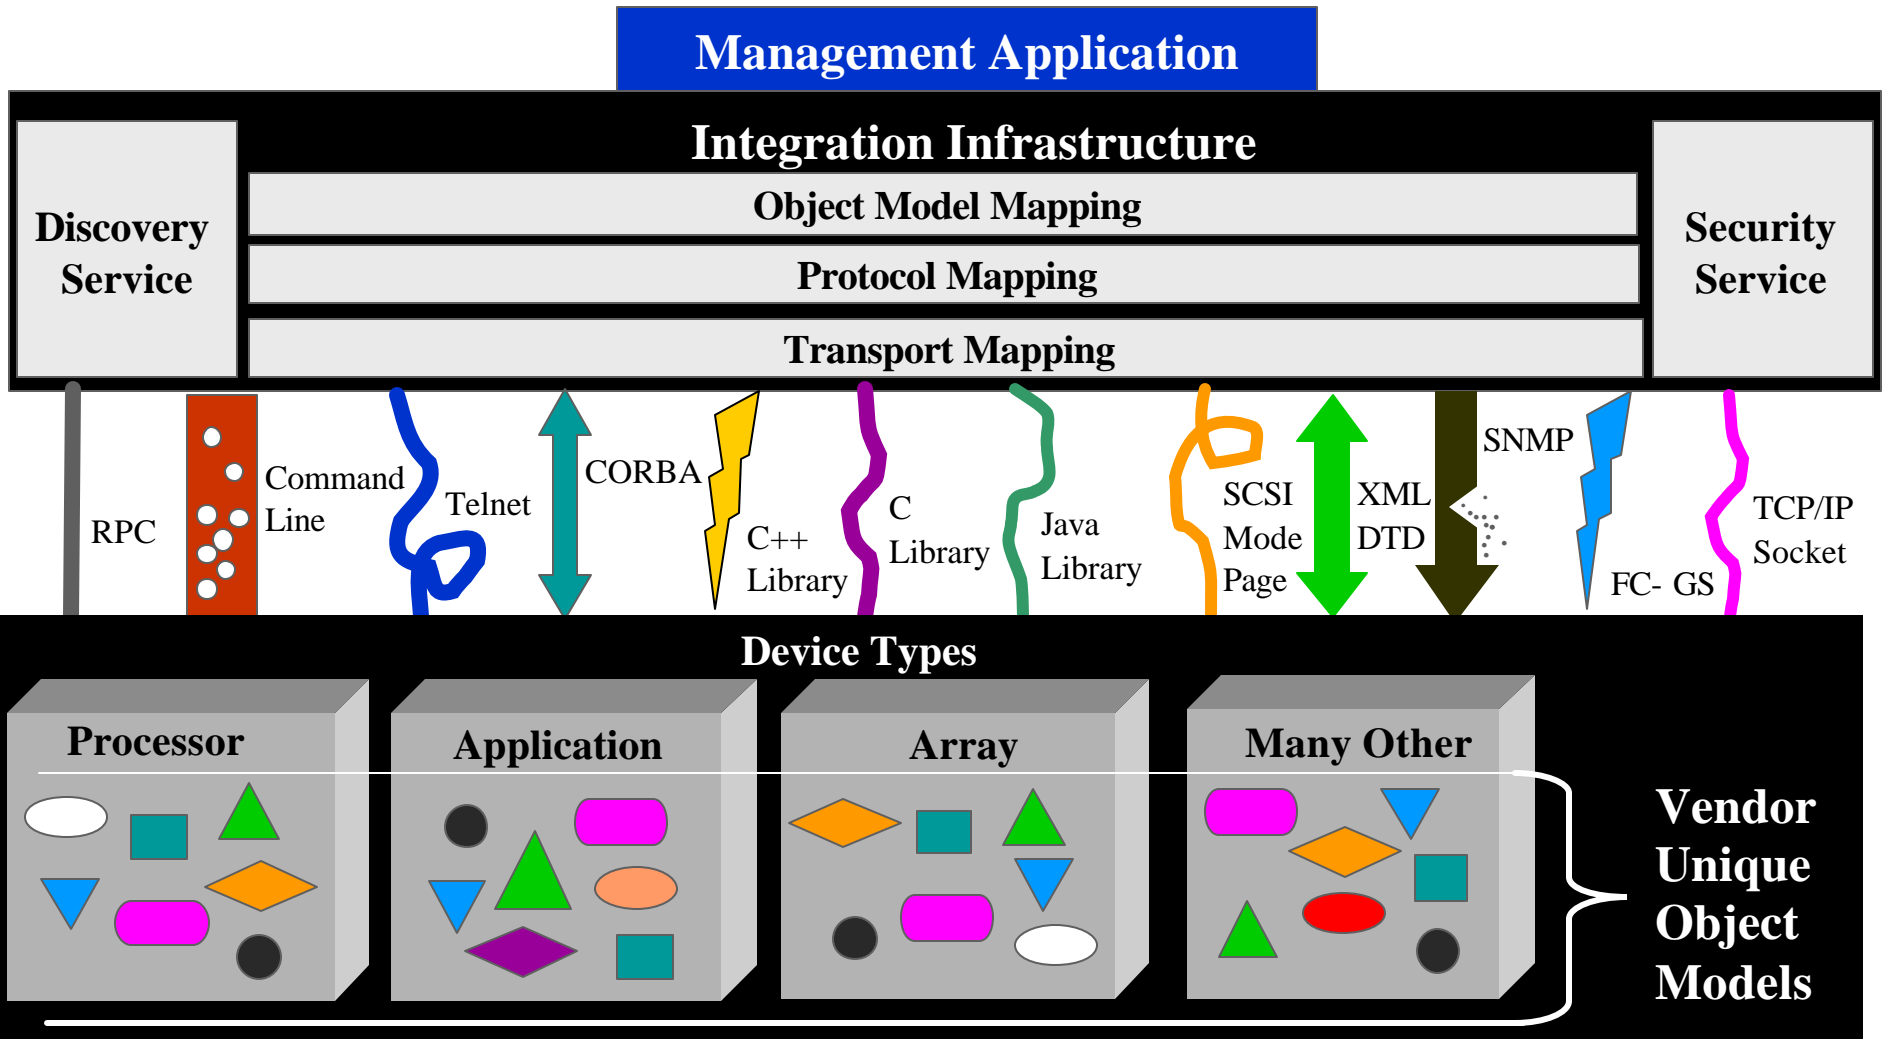 Management Application
Integration Infrastructure
Discovery
Service
Object Model Mapping
Protocol Mapping
Transport Mapping
Security
Service
RPC
Command
Line
Telnet
CORBA
C++
Library
C
Library
Java
Library
SCSI
Mode
Page
XML
DTD
SNMP
FC- GS
TCP/IP
Socket
Device Types
Processor
Application
Array
Many Other
Vendor
Unique
Object
Models